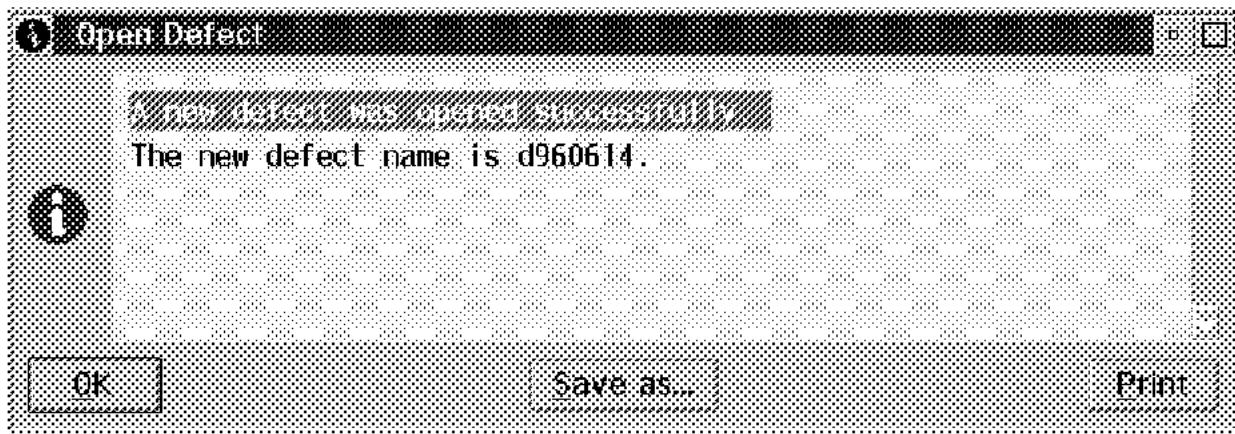 Open Defect
A new defect was opened successfully.
The new defect name is d960614.
OK
Save as...
Print